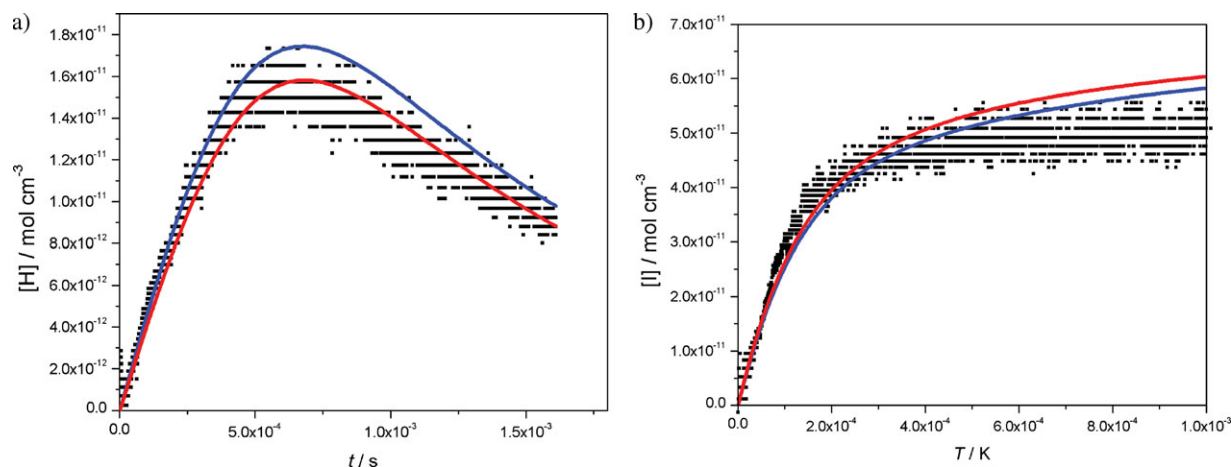 a)
[H] / mol cm⁻³
1.8x10⁻¹¹
1.6x10⁻¹¹
1.4x10⁻¹¹
1.2x10⁻¹¹
1.0x10⁻¹¹
8.0x10⁻¹²
6.0x10⁻¹²
4.0x10⁻¹²
2.0x10⁻¹²
0.0
0.0 5.0x10⁻⁴ 1.0x10⁻³ 1.5x10⁻³
t / s
b)
[I] / mol cm⁻³
7.0x10⁻¹¹
6.0x10⁻¹¹
5.0x10⁻¹¹
4.0x10⁻¹¹
3.0x10⁻¹¹
2.0x10⁻¹¹
1.0x10⁻¹¹
0.0
0.0 2.0x10⁻⁴ 4.0x10⁻⁴ 6.0x10⁻⁴ 8.0x10⁻⁴ 1.0x10⁻³
T / K